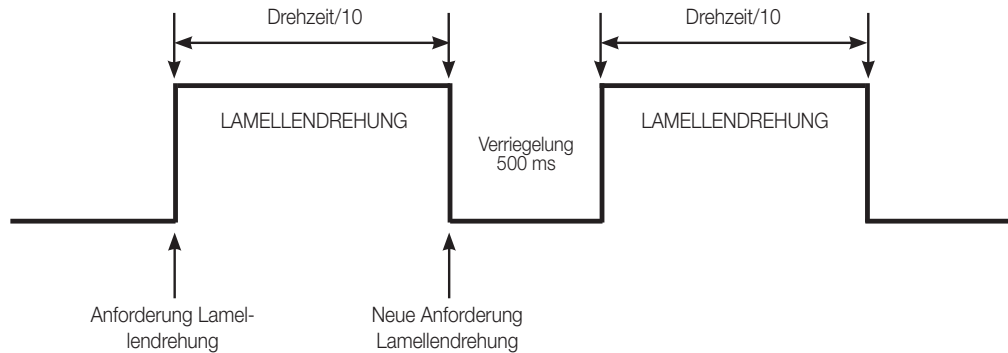 Drehzeit/10
Drehzeit/10
LAMELLENDREHUNG
LAMELLENDREHUNG
Verriegelung
500 ms
Anforderung Lamel-
lendrehung
Neue Anforderung
Lamellendrehung